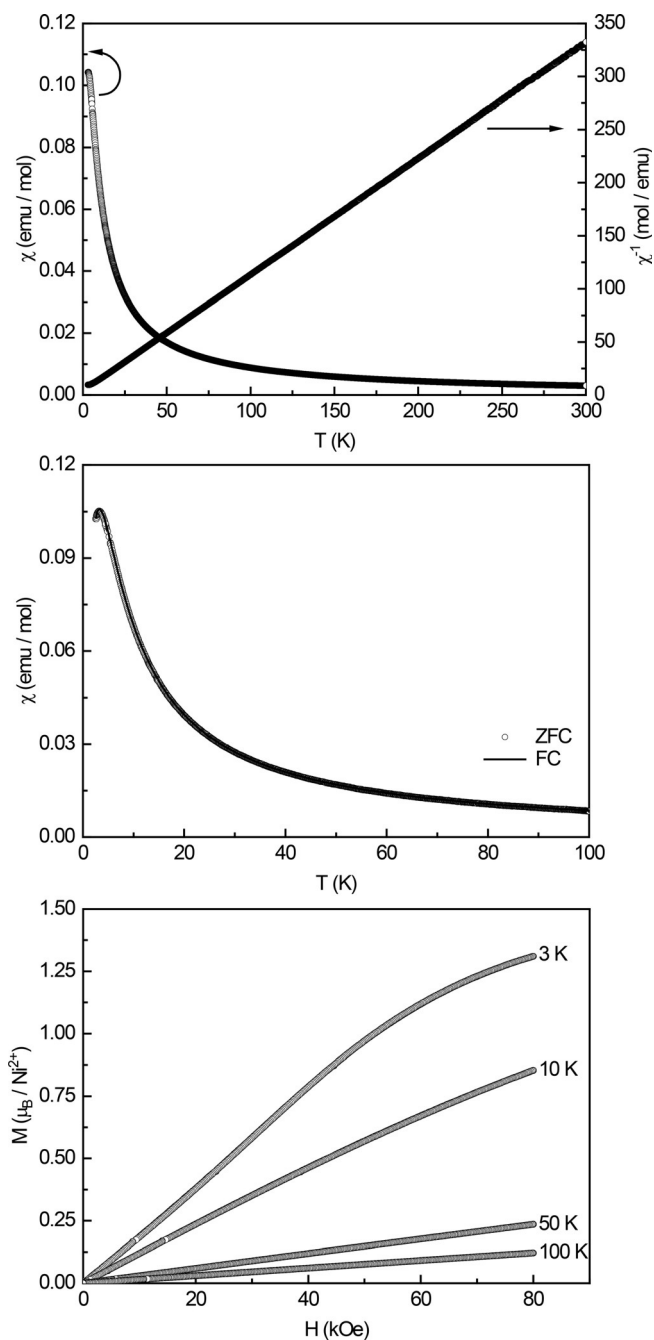 0.12
0.10
0.08
0.06
0.04
0.02
0.00
χ (emu / mol)
350
300
250
200
150
100
50
0
χ⁻¹ (mol / emu)
0 50 100 150 200 250 300
T (K)
0.12
0.09
0.06
0.03
0.00
χ (emu / mol)
ZFC
FC
0 20 40 60 80 100
T (K)
1.50
1.25
1.00
0.75
0.50
0.25
0.00
M (μ_B / Ni²⁺)
3 K
10 K
50 K
100 K
0 20 40 60 80
H (kOe)